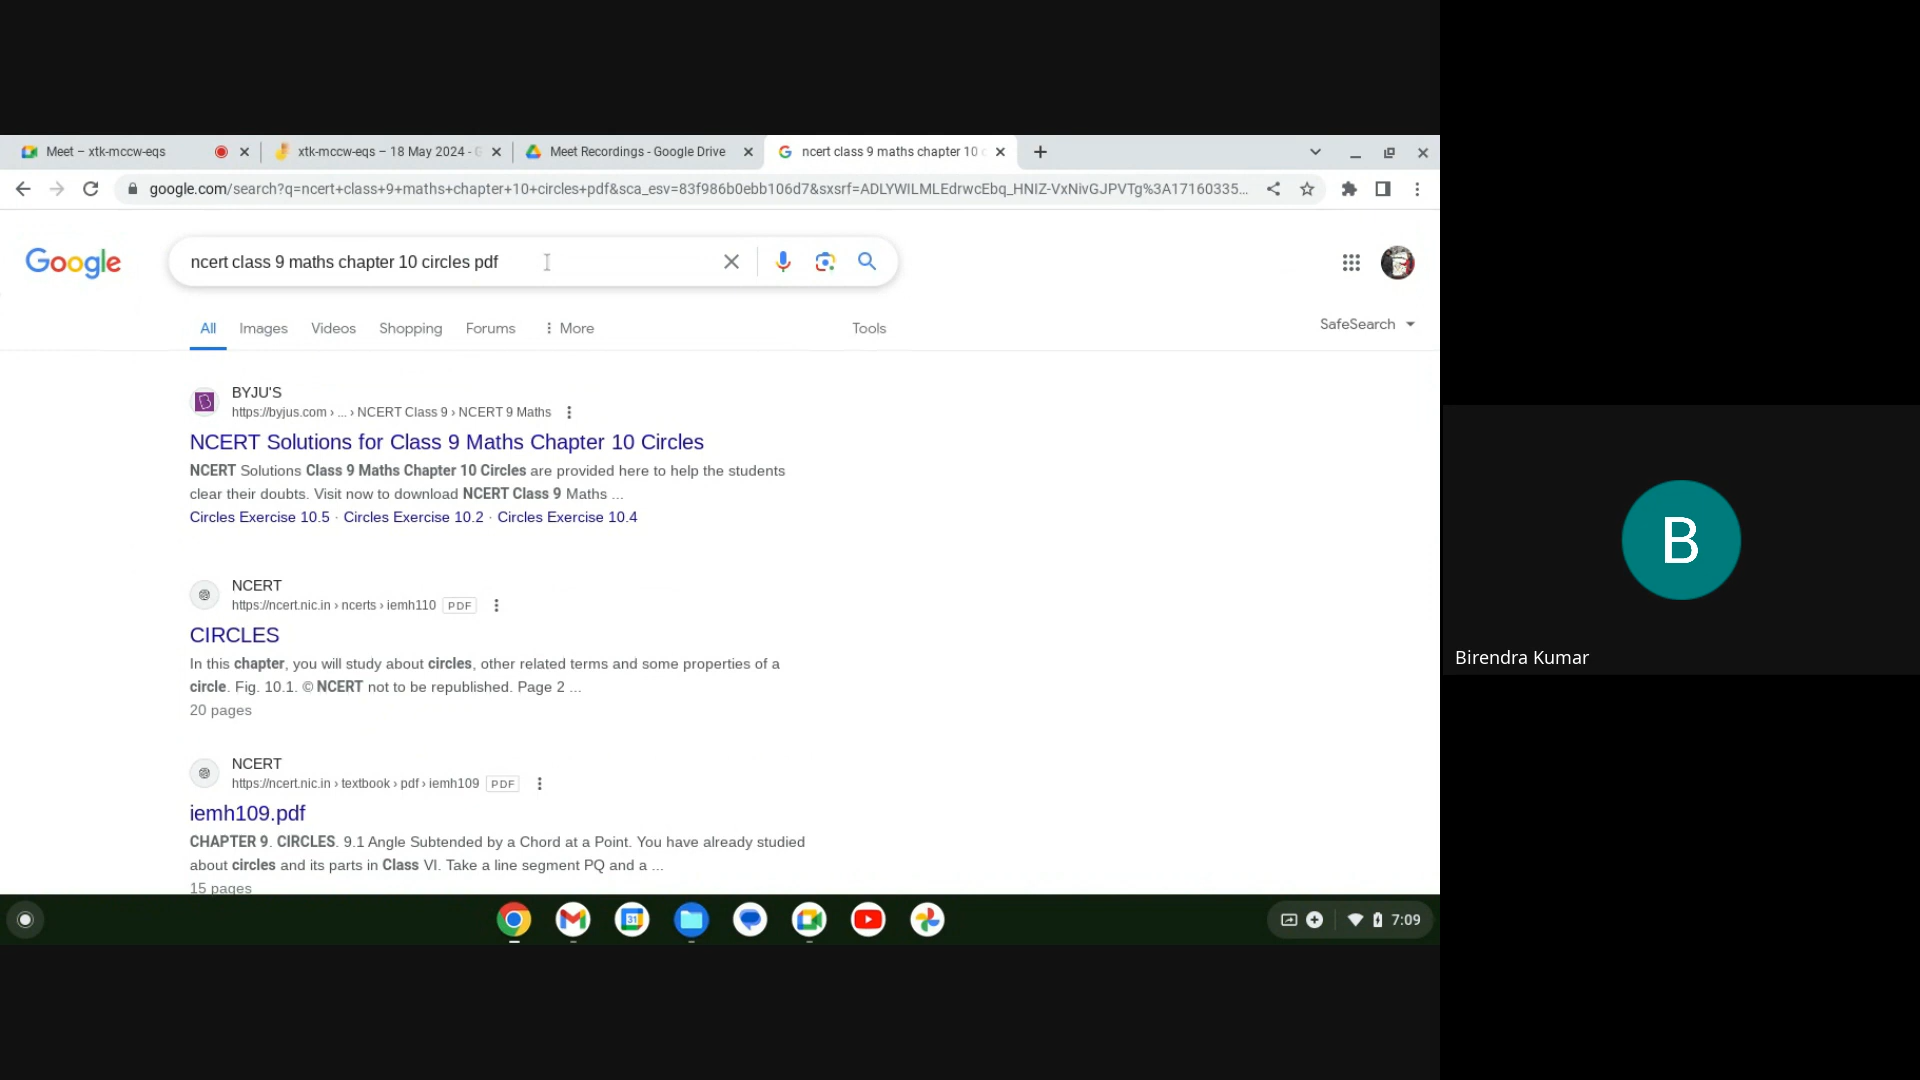 Meet – xtk-mccw-eqs
xtk-mccw-eqs – 18 May 2024 - G
Meet Recordings - Google Drive
ncert class 9 maths chapter 10 c
google.com/search?q=ncert+class+9+maths+chapter+10+circles+pdf&sca_esv=83f986b0ebb106d7&sxsrf=ADLYWILMLEdrwcEbq_HNIZ-VxNivGJPVTg%3A17160335...
Google
ncert class 9 maths chapter 10 circles pdf
All
Images
Videos
Shopping
Forums
More
Tools
SafeSearch
BYJU'S
https://byjus.com › ... › NCERT Class 9 › NCERT 9 Maths
NCERT Solutions for Class 9 Maths Chapter 10 Circles
NCERT Solutions Class 9 Maths Chapter 10 Circles are provided here to help the students
clear their doubts. Visit now to download NCERT Class 9 Maths ...
Circles Exercise 10.5 · Circles Exercise 10.2 · Circles Exercise 10.4
NCERT
https://ncert.nic.in › ncerts › iemh110 PDF
CIRCLES
In this chapter, you will study about circles, other related terms and some properties of a
circle. Fig. 10.1. © NCERT not to be republished. Page 2 ...
20 pages
NCERT
https://ncert.nic.in › textbook › pdf › iemh109 PDF
iemh109.pdf
CHAPTER 9. CIRCLES. 9.1 Angle Subtended by a Chord at a Point. You have already studied
about circles and its parts in Class VI. Take a line segment PQ and a ...
15 pages
31
7:09
B
Birendra Kumar